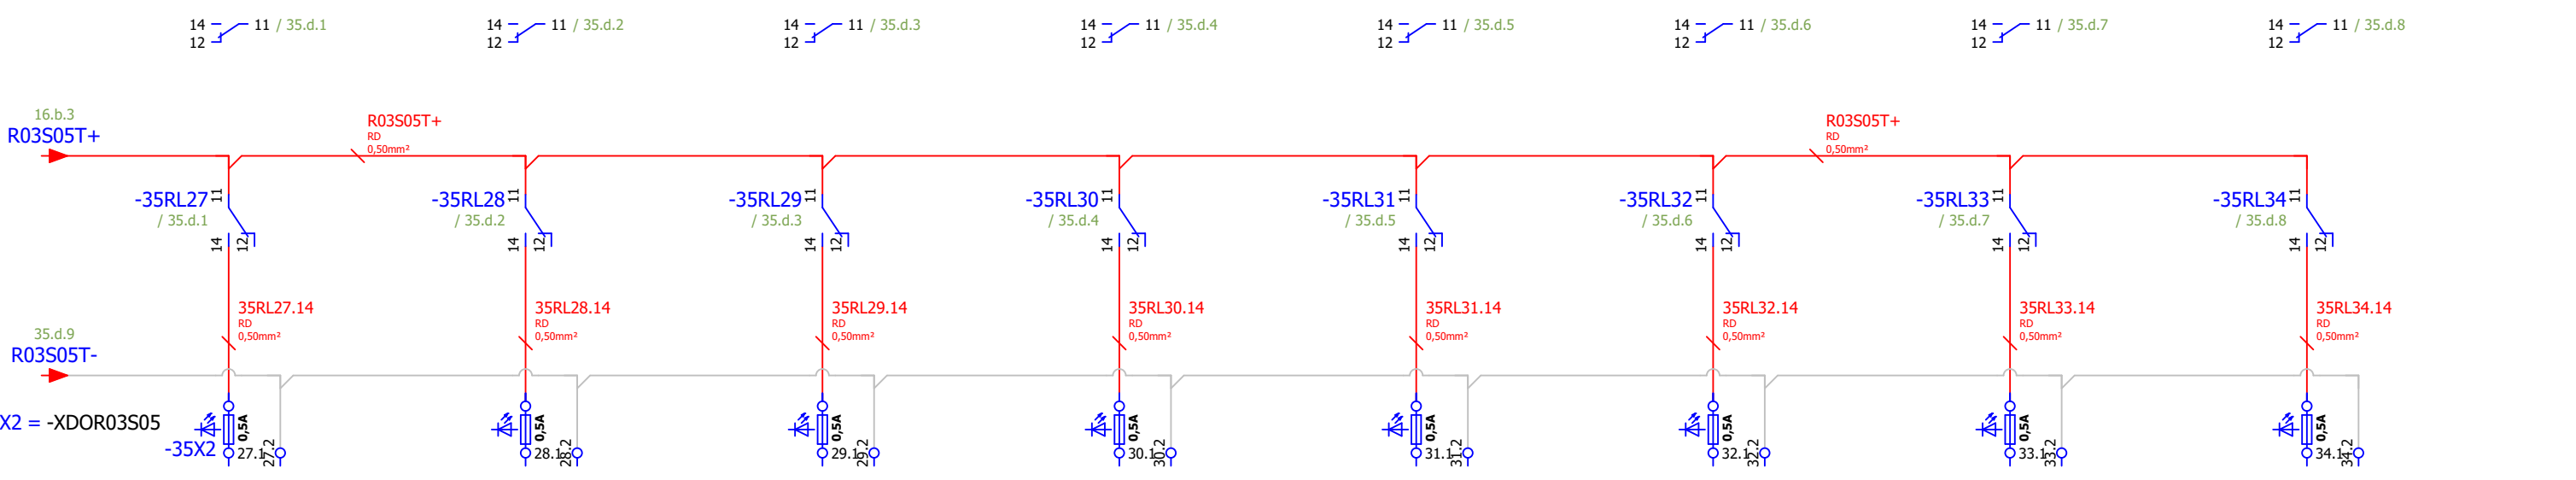 14 11 / 35.d.1 14 11 / 35.d.2 14 11 / 35.d.3 14 11 / 35.d.4 14 11 / 35.d.5 14 11 / 35.d.6 14 11 / 35.d.7 14 11 / 35.d.8
12 12 12 12 12 12 12 12
16.b.3
R03S05T+ R03S05T+
R03S05T+
RD RD
0,50mm² 0,50mm²
11 11 11 11 11 11 11 11
-35RL27 -35RL28 -35RL29 -35RL30 -35RL31 -35RL32 -35RL33 -35RL34
/ 35.d.1 / 35.d.2 / 35.d.3 / 35.d.4 / 35.d.5 / 35.d.6 / 35.d.7 / 35.d.8
14 12 14 12 14 12 14 12 14 12 14 12 14 12 14 12
35RL27.14 35RL28.14 35RL29.14 35RL30.14 35RL31.14 35RL32.14 35RL33.14 35RL34.14
RD RD RD RD RD RD RD RD
0,50mm² 0,50mm² 0,50mm² 0,50mm² 0,50mm² 0,50mm² 0,50mm² 0,50mm²
35.d.9
R03S05T-
X2 = -XDOR03S05
0,5A 0,5A 0,5A 0,5A 0,5A 0,5A 0,5A 0,5A
-35X2
27.1 27.2 28.1 28.2 29.1 29.2 30.1 30.2 31.1 31.2 32.1 32.2 33.1 33.2 34.1 34.2